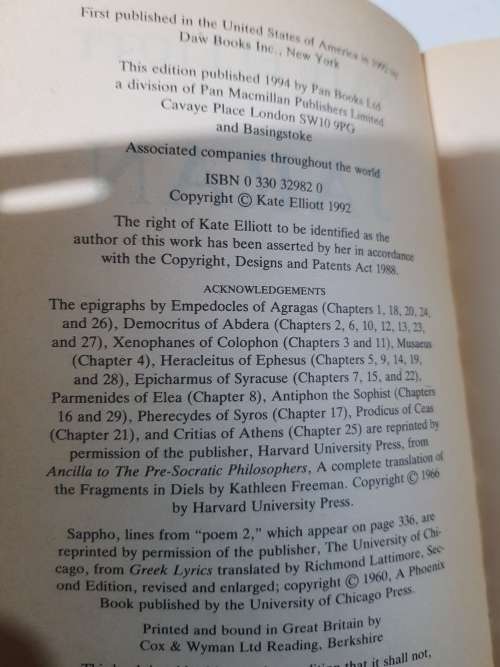 First published in the United States of America in 1992 by
Daw Books Inc., New York
This edition published 1994 by Pan Books Ltd
a division of Pan Macmillan Publishers Limited
Cavaye Place London SW10 9PG
and Basingstoke
Associated companies throughout the world
ISBN 0 330 32982 0
Copyright © Kate Elliott 1992
The right of Kate Elliott to be identified as the
author of this work has been asserted by her in accordance
with the Copyright, Designs and Patents Act 1988.
ACKNOWLEDGEMENTS
The epigraphs by Empedocles of Agragas (Chapters 1, 18, 20, 24,
and 26), Democritus of Abdera (Chapters 2, 6, 10, 12, 13, 23,
and 27), Xenophanes of Colophon (Chapters 3 and 11), Musaeus
(Chapter 4), Heracleitus of Ephesus (Chapters 5, 9, 14, 19,
and 28), Epicharmus of Syracuse (Chapters 7, 15, and 22),
Parmenides of Elea (Chapter 8), Antiphon the Sophist (Chapters
16 and 29), Pherecydes of Syros (Chapter 17), Prodicus of Ceas
(Chapter 21), and Critias of Athens (Chapter 25) are reprinted by
permission of the publisher, Harvard University Press, from
Ancilla to The Pre-Socratic Philosophers, A complete translation of
the Fragments in Diels by Kathleen Freeman. Copyright © 1966
by Harvard University Press.
Sappho, lines from “poem 2,” which appear on page 336, are
reprinted by permission of the publisher, The University of Chi-
cago, from Greek Lyrics translated by Richmond Lattimore, Sec-
ond Edition, revised and enlarged; copyright © 1960, A Phoenix
Book published by the University of Chicago Press.
Printed and bound in Great Britain by
Cox & Wyman Ltd Reading, Berkshire
that it shall not,